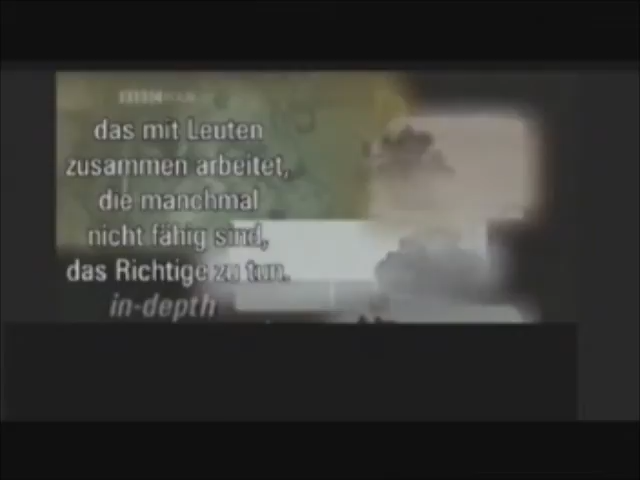 das mit Leuten
zusammen arbeitet,
die manchmal
nicht fähig sind,
das Richtige zu tun.
in-depth